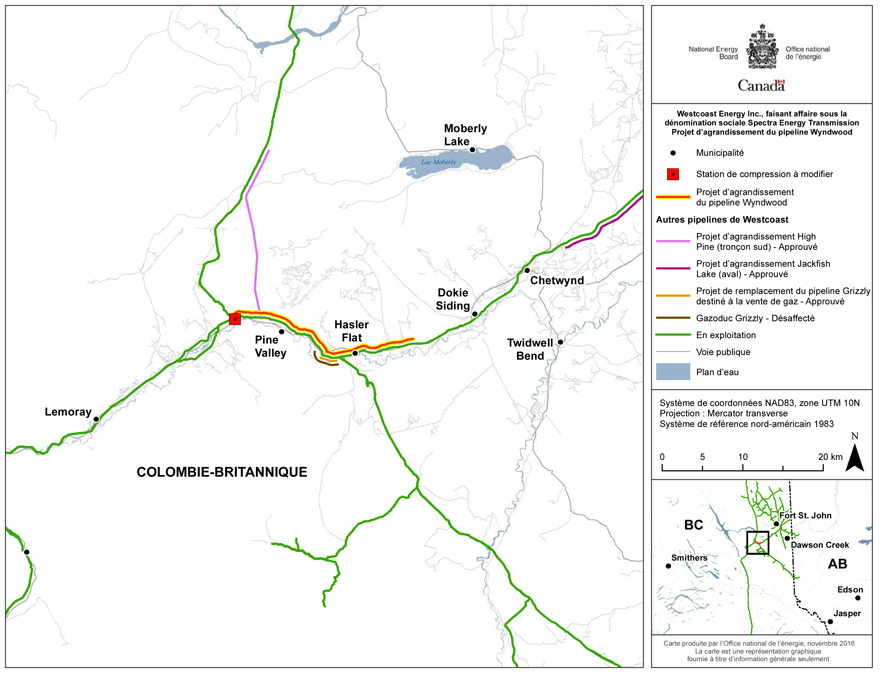 Moberly
Lake
Lac Moberly
Chetwynd
Dokie
Siding
Hasler
Flat
Pine
Valley
Twidwell
Bend
Lemoray
COLOMBIE-BRITANNIQUE
National Energy
Board
Office national
de l'énergie
Canada
Westcoast Energy Inc., faisant affaire sous la
dénomination sociale Spectra Energy Transmission
Projet d'agrandissement du pipeline Wyndwood
Municipalité
Station de compression à modifier
Projet d'agrandissement
du pipeline Wyndwood
Autres pipelines de Westcoast
Projet d'agrandissement High
Pine (tronçon sud) - Approuvé
Projet d'agrandissement Jackfish
Lake (aval) - Approuvé
Projet de remplacement du pipeline Grizzly
destiné à la vente de gaz - Approuvé
Gazoduc Grizzly - Désaffecté
En exploitation
Voie publique
Plan d'eau
Système de coordonnées NAD83, zone UTM 10N
Projection : Mercator transverse
Système de référence nord-américain 1983
N
0 5 10 20 km
BC
Fort St. John
Dawson Creek
Smithers
AB
Edson
Jasper
Carte produite par l'Office national de l'énergie, novembre 2016
La carte est une représentation graphique
fournie à titre d'information générale seulement.